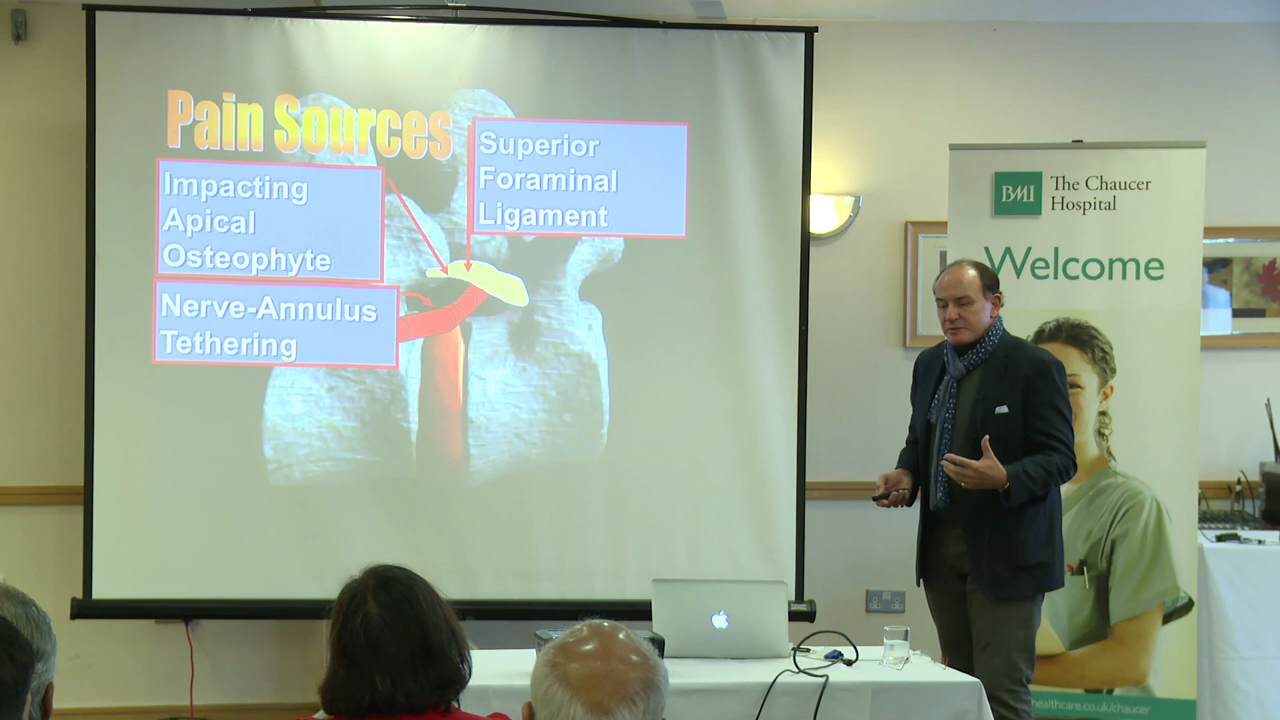 Pain Sources
Impacting
Apical
Osteophyte
Superior
Foraminal
Ligament
Nerve-Annulus
Tethering
BMI
The Chaucer
Hospital
Welcome
healthcare.co.uk/chaucer